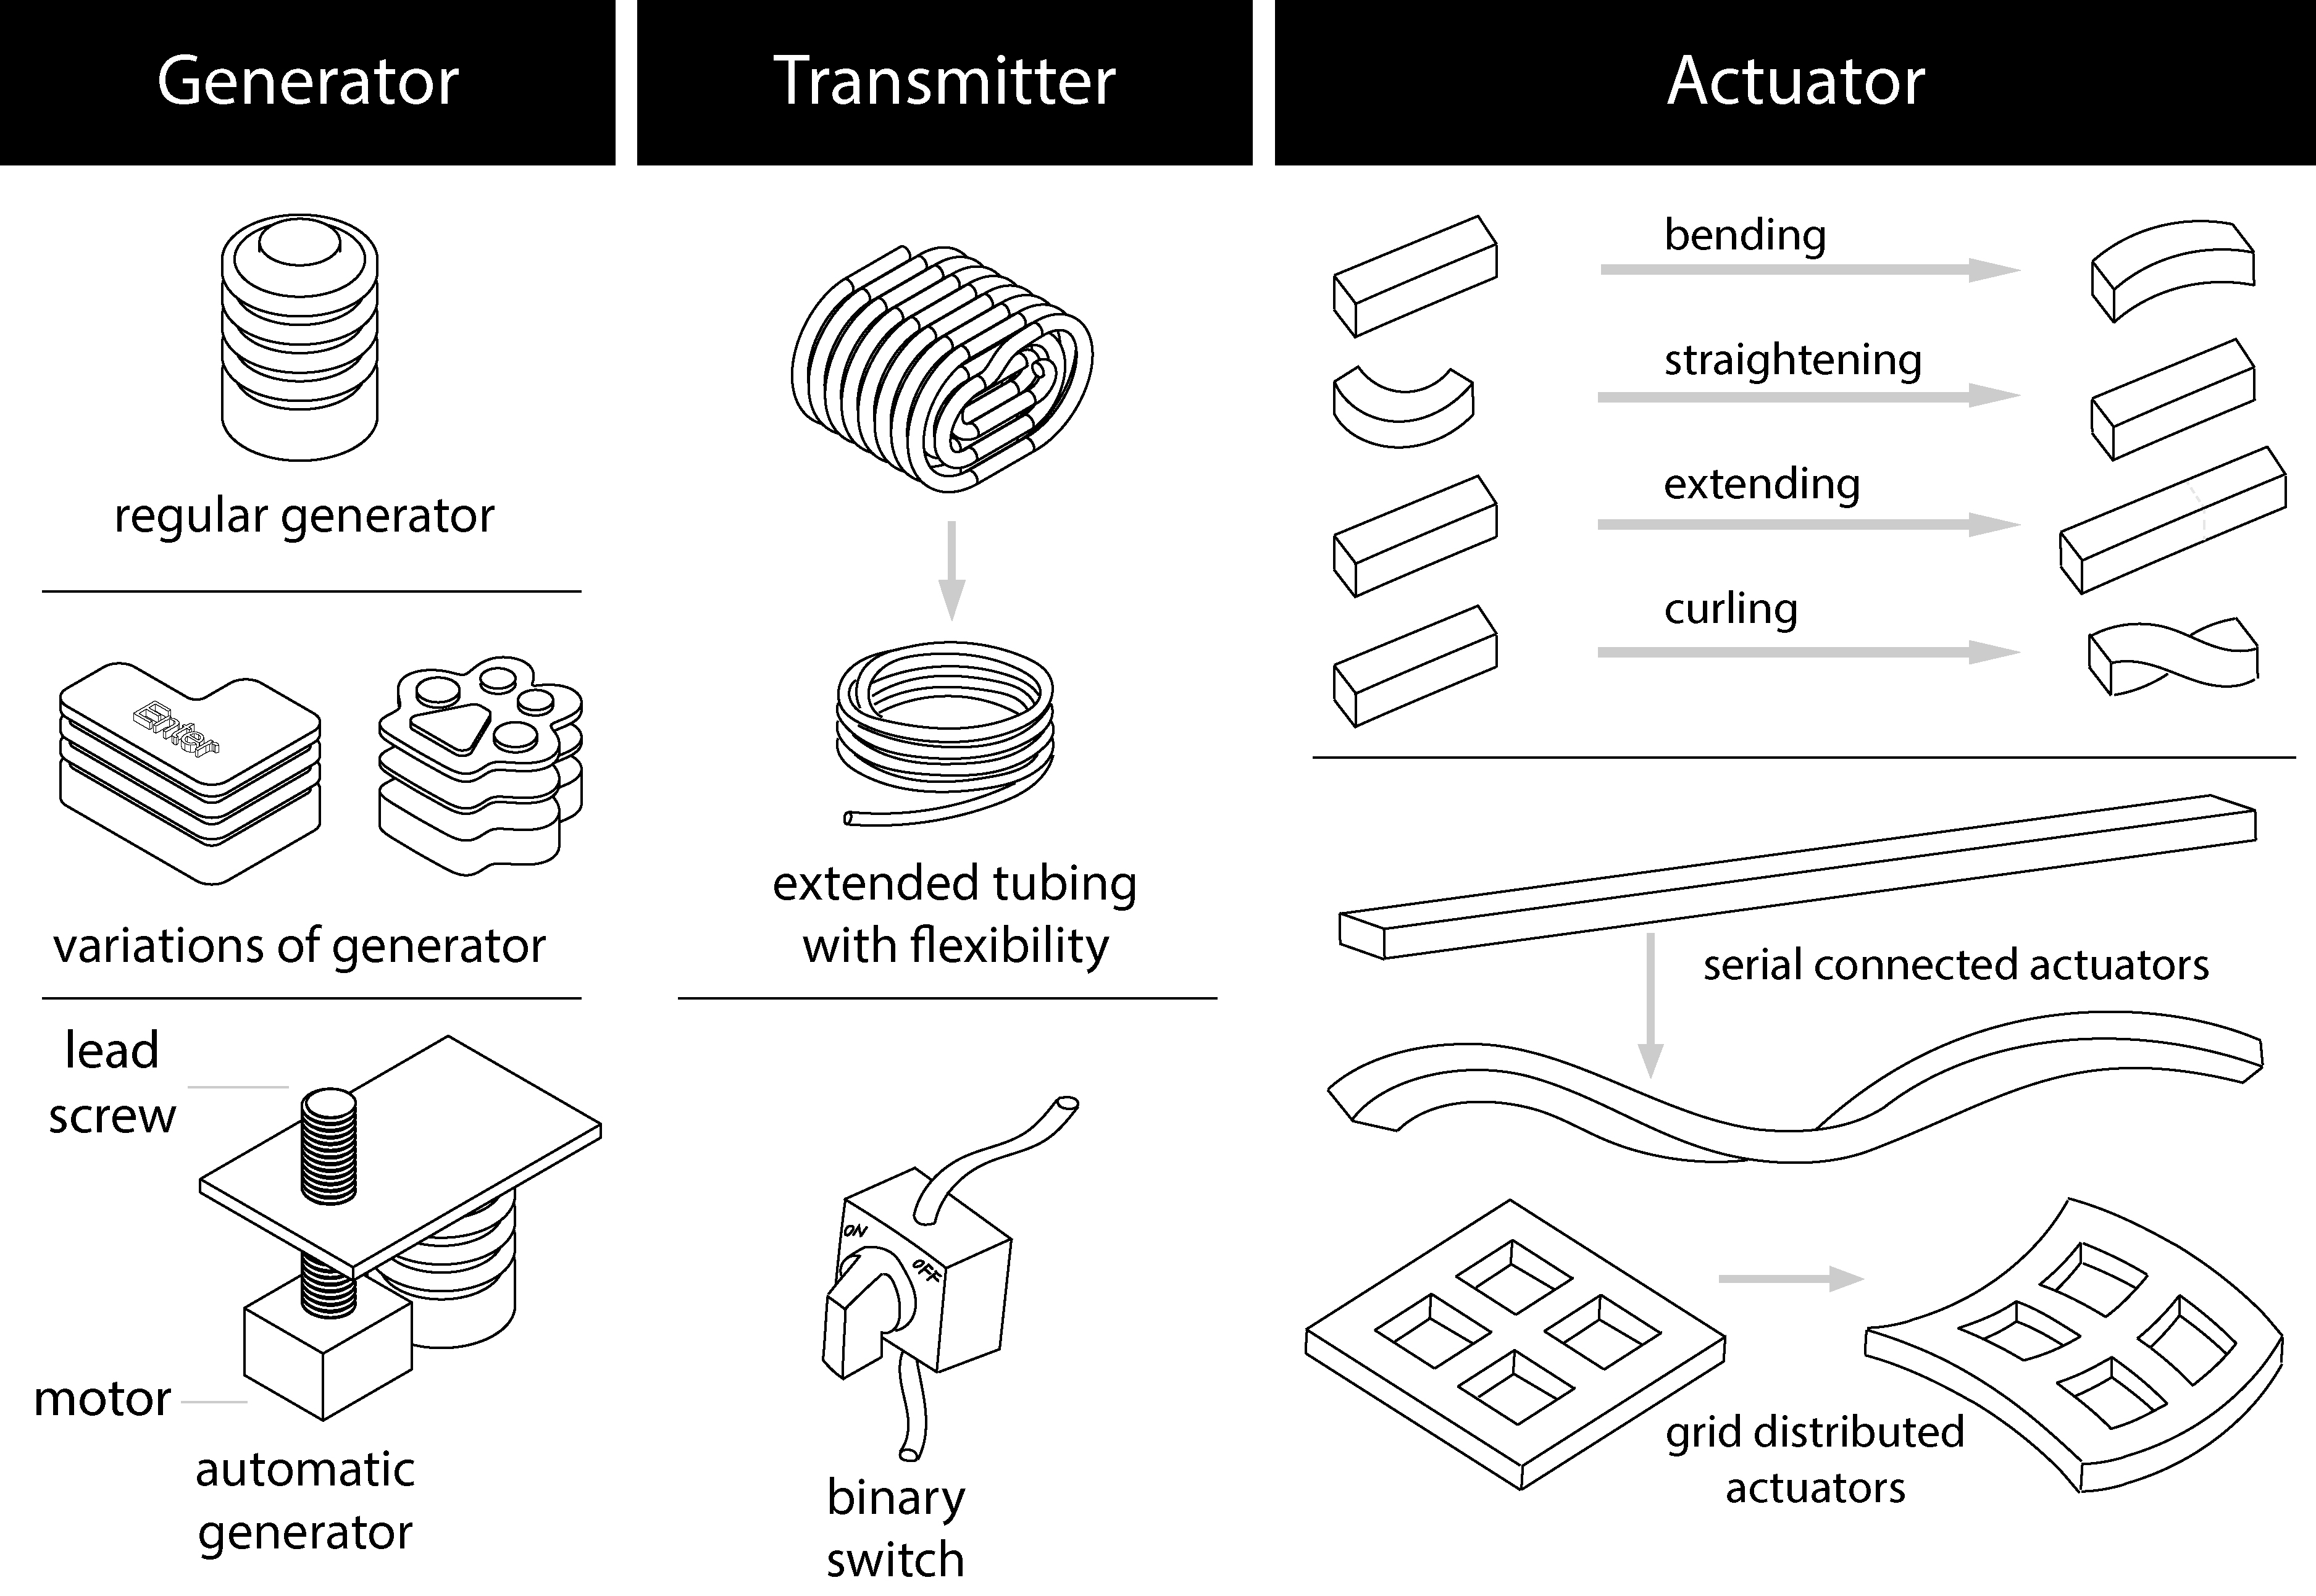 Generator
regular generator
Enter
variations of generator
lead
screw
motor
automatic
generator
Transmitter
extended tubing
with flexibility
ON
OFF
binary
switch
Actuator
bending
straightening
extending
curling
serial connected actuators
grid distributed
actuators